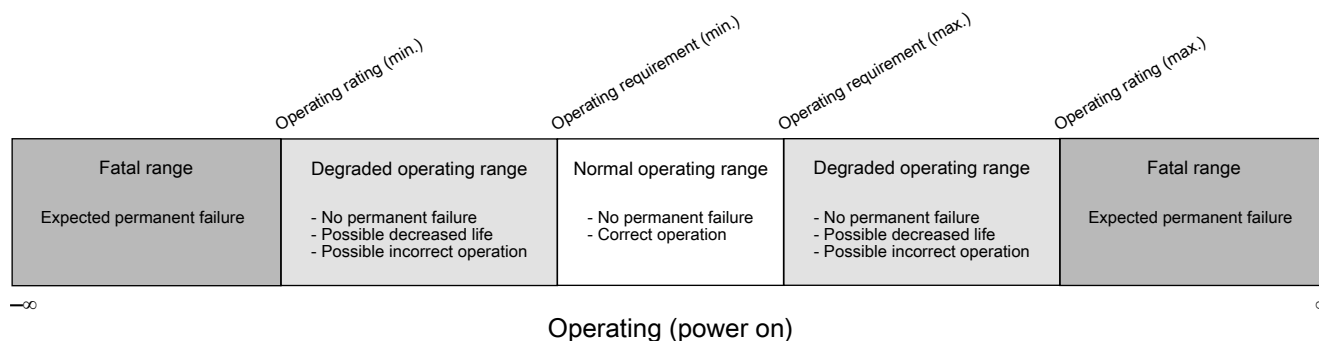 Operating rating (min.)
Operating requirement (min.)
Operating requirement (max.)
Operating rating (max.)
Fatal range
Expected permanent failure
Degraded operating range
- No permanent failure
- Possible decreased life
- Possible incorrect operation
Normal operating range
- No permanent failure
- Correct operation
Degraded operating range
- No permanent failure
- Possible decreased life
- Possible incorrect operation
Fatal range
Expected permanent failure
–∞
Operating (power on)